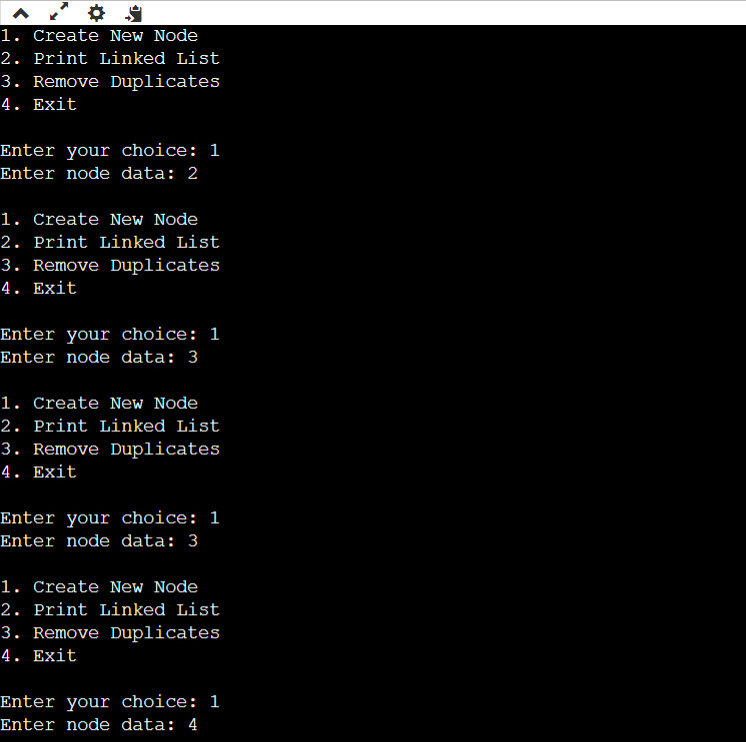 1. Create New Node
2. Print Linked List
3. Remove Duplicates
4. Exit
Enter your choice: 1
Enter node data: 2
1. Create New Node
2. Print Linked List
3. Remove Duplicates
4. Exit
Enter your choice: 1
Enter node data: 3
1. Create New Node
2. Print Linked List
3. Remove Duplicates
4. Exit
Enter your choice: 1
Enter node data: 3
1. Create New Node
2. Print Linked List
3. Remove Duplicates
4. Exit
Enter your choice: 1
Enter node data: 4